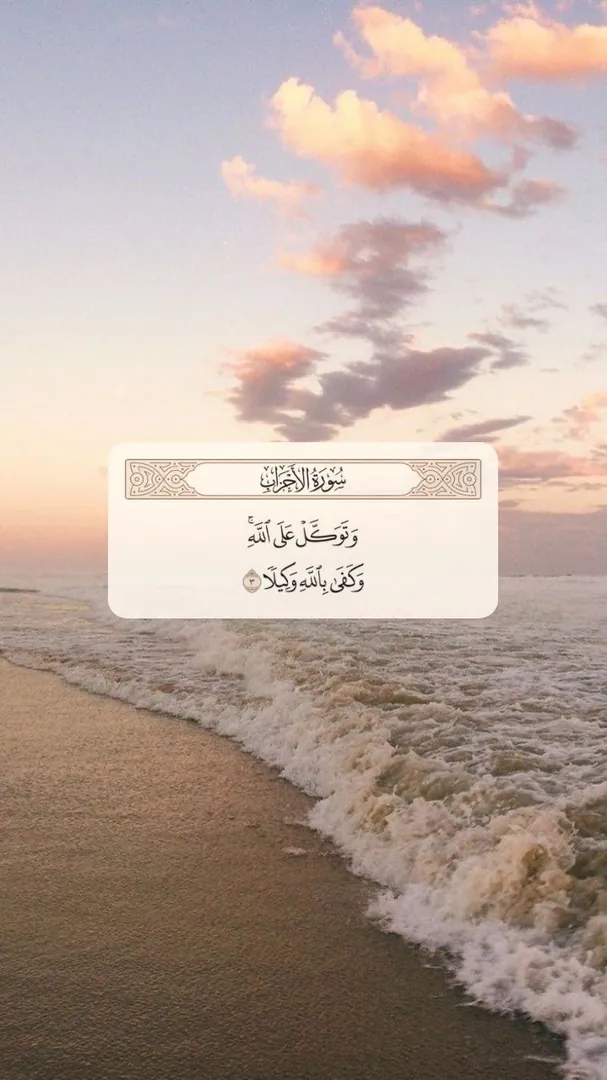 سُورَةُ الأَحْزَابِ
وَتَوَكَّلْ عَلَى ٱللَّهِ ۚ
وَكَفَىٰ بِٱللَّهِ وَكِيلًا ٣